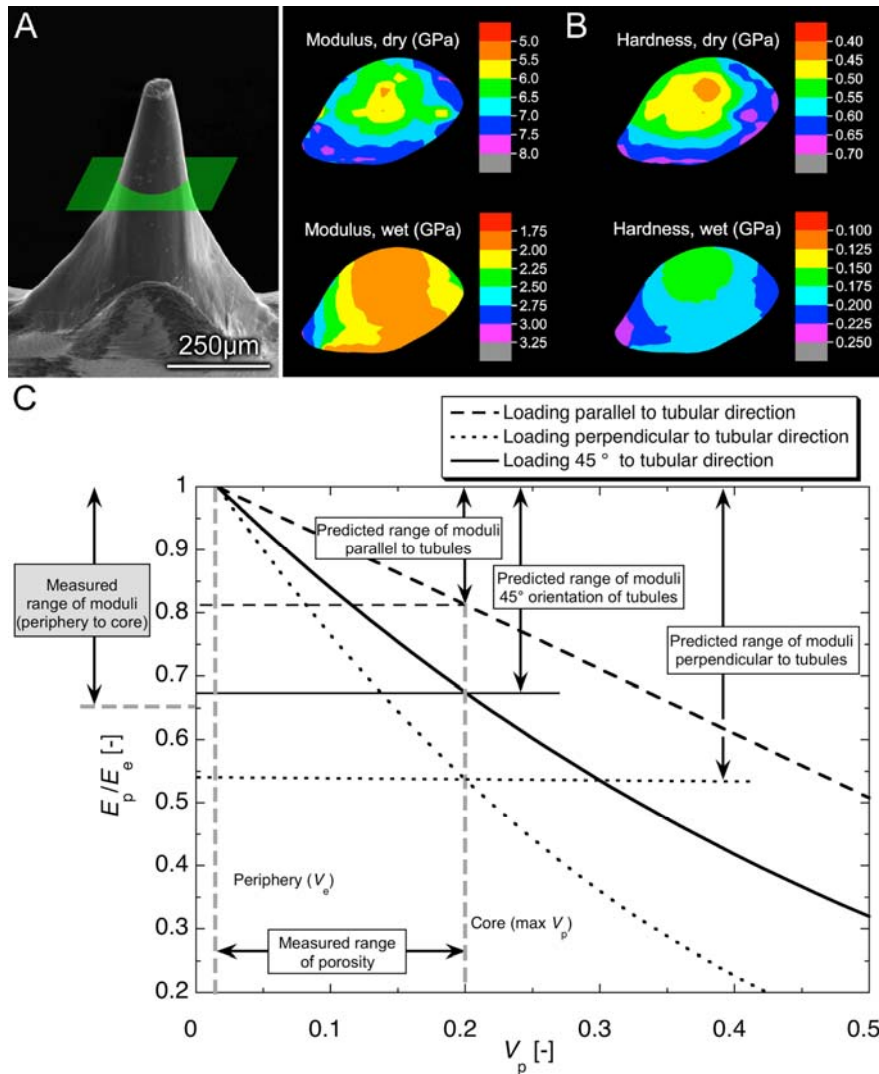 A
250µm
Modulus, dry (GPa)
5.0
5.5
6.0
6.5
7.0
7.5
8.0
B
Hardness, dry (GPa)
0.40
0.45
0.50
0.55
0.60
0.65
0.70
Modulus, wet (GPa)
1.75
2.00
2.25
2.50
2.75
3.00
3.25
Hardness, wet (GPa)
0.100
0.125
0.150
0.175
0.200
0.225
0.250
C
Loading parallel to tubular direction
Loading perpendicular to tubular direction
Loading 45 ° to tubular direction
Measured
range of moduli
(periphery to core)
Predicted range of moduli
parallel to tubules
Predicted range of moduli
45° orientation of tubules
Predicted range of moduli
perpendicular to tubules
1
0.9
0.8
0.7
0.6
0.5
0.4
0.3
0.2
E_p/E_e [-]
Periphery (V_e)
Core (max V_p)
Measured range
of porosity
0
0.1
0.2
0.3
0.4
0.5
V_p [-]